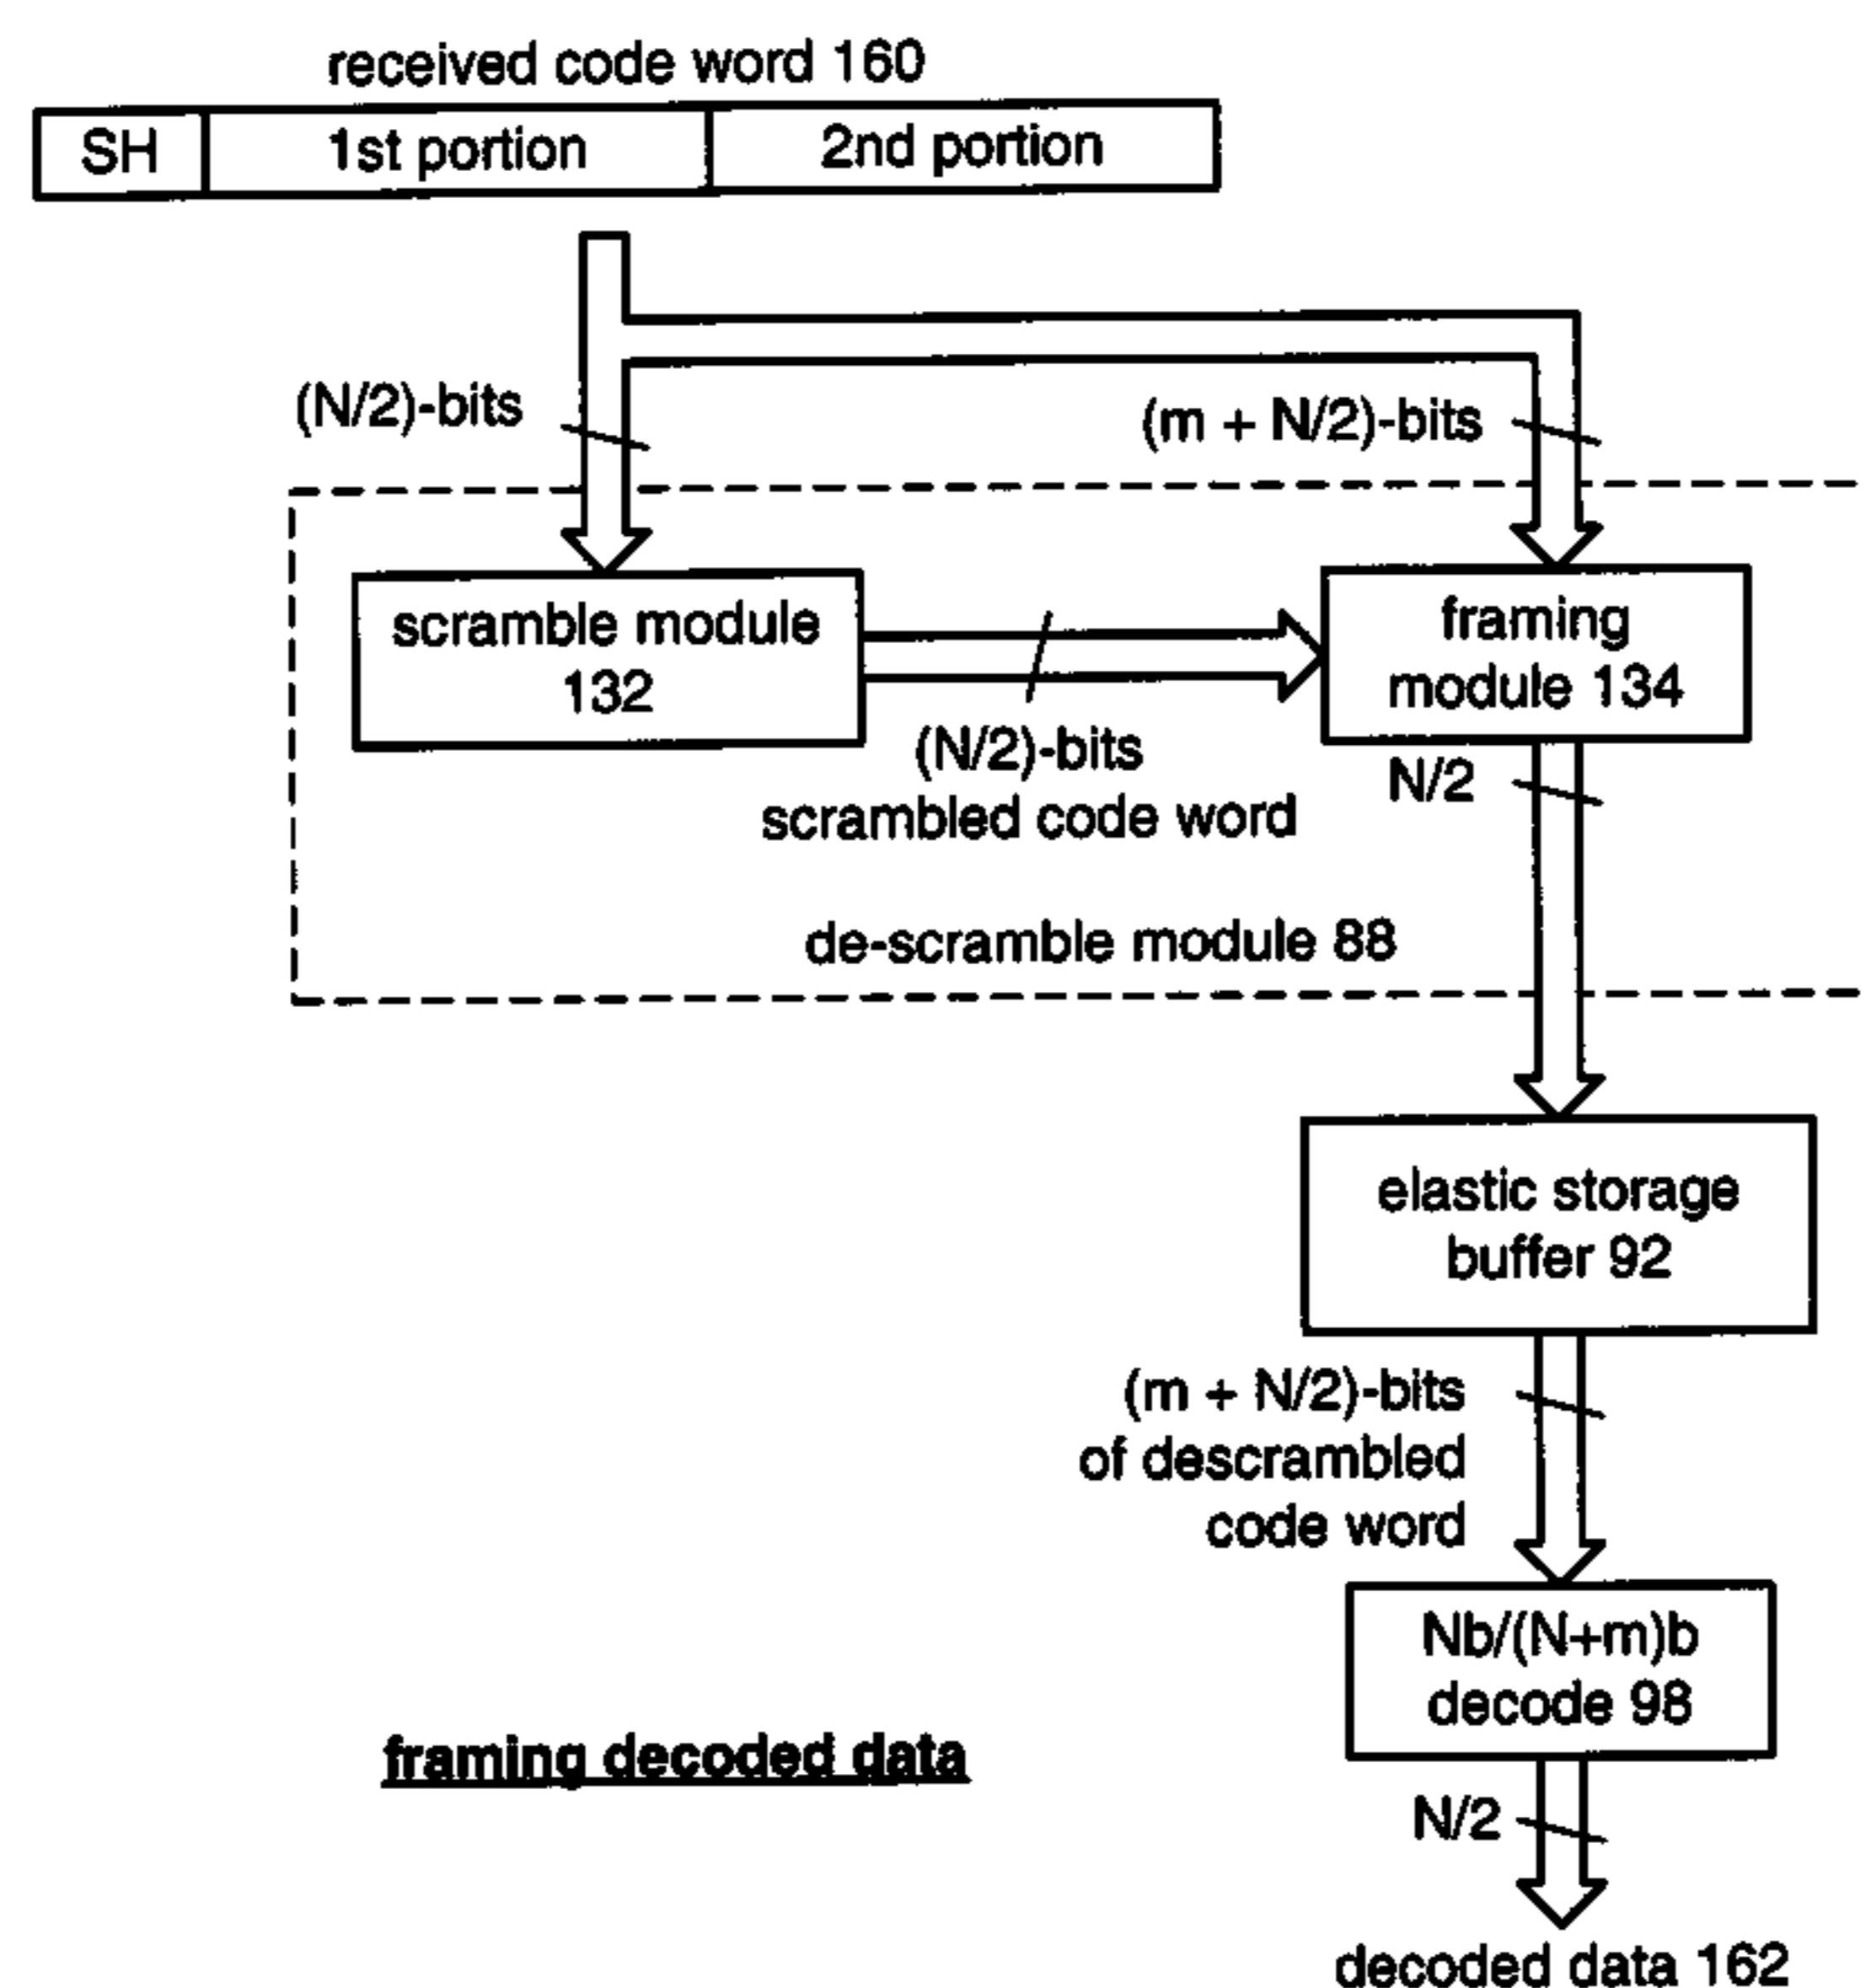 received code word 160
SH
1st portion
2nd portion
(N/2)-bits
(m + N/2)-bits
scramble module
132
framing
module 134
(N/2)-bits
scrambled code word
N/2
de-scramble module 88
elastic storage
buffer 92
(m + N/2)-bits
of descrambled
code word
Nb/(N+m)b
decode 98
framing decoded data
N/2
decoded data 162